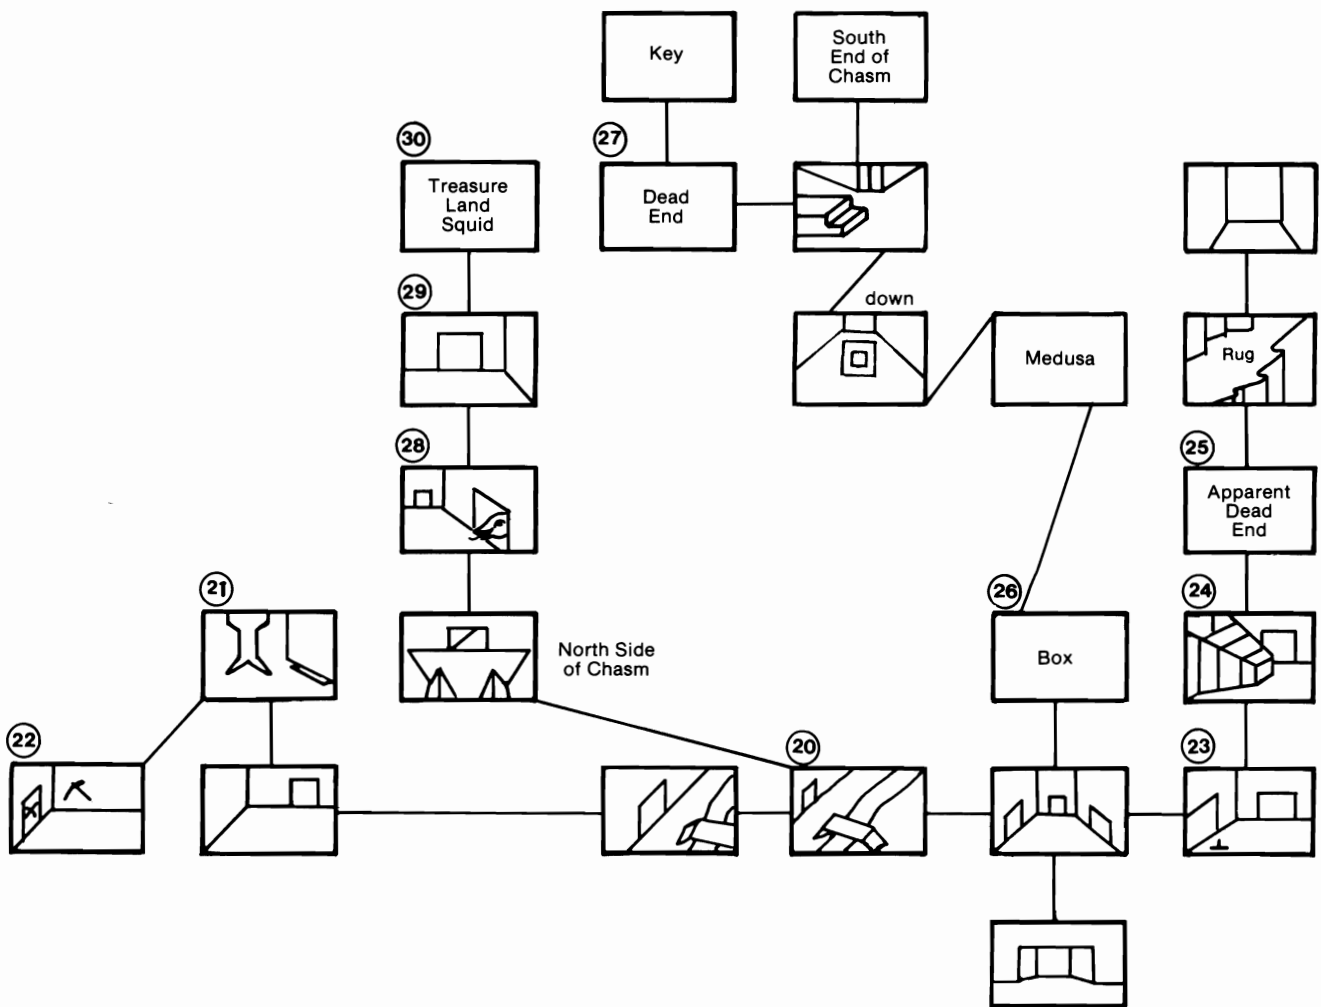 Key
South
End of
Chasm
30
27
Treasure
Land
Squid
Dead
End
29
down
Medusa
Rug
28
25
Apparent
Dead
End
21
26
24
North Side
of Chasm
Box
22
20
23